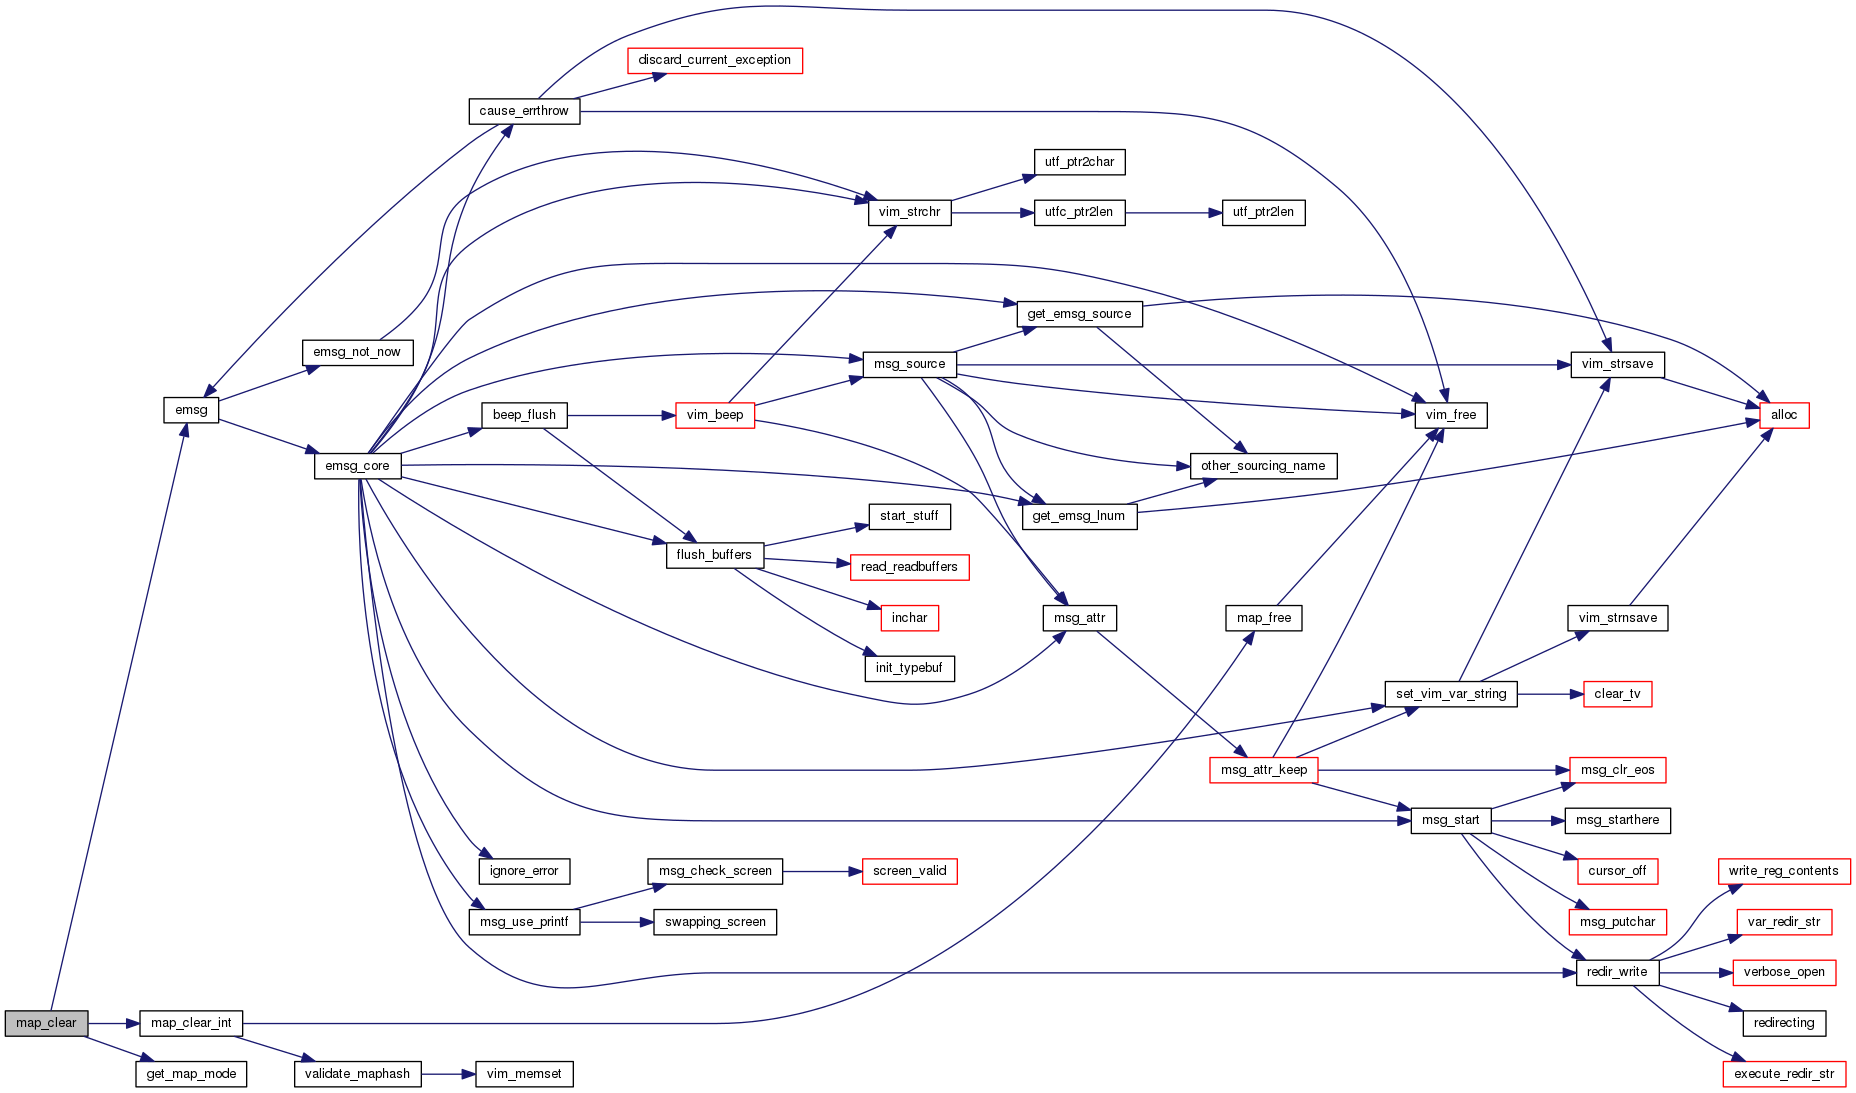 discard_current_exception
cause_errthrow
utf_ptr2char
vim_strchr
utfc_ptr2len
utf_ptr2len
get_emsg_source
emsg_not_now
msg_source
vim_strsave
emsg
beep_flush
vim_beep
vim_free
alloc
emsg_core
other_sourcing_name
start_stuff
get_emsg_lnum
flush_buffers
read_readbuffers
inchar
msg_attr
map_free
vim_strnsave
init_typebuf
set_vim_var_string
clear_tv
msg_attr_keep
msg_clr_eos
msg_start
msg_starthere
ignore_error
msg_check_screen
screen_valid
cursor_off
write_reg_contents
msg_use_printf
swapping_screen
msg_putchar
var_redir_str
redir_write
verbose_open
map_clear
map_clear_int
redirecting
get_map_mode
validate_maphash
vim_memset
execute_redir_str